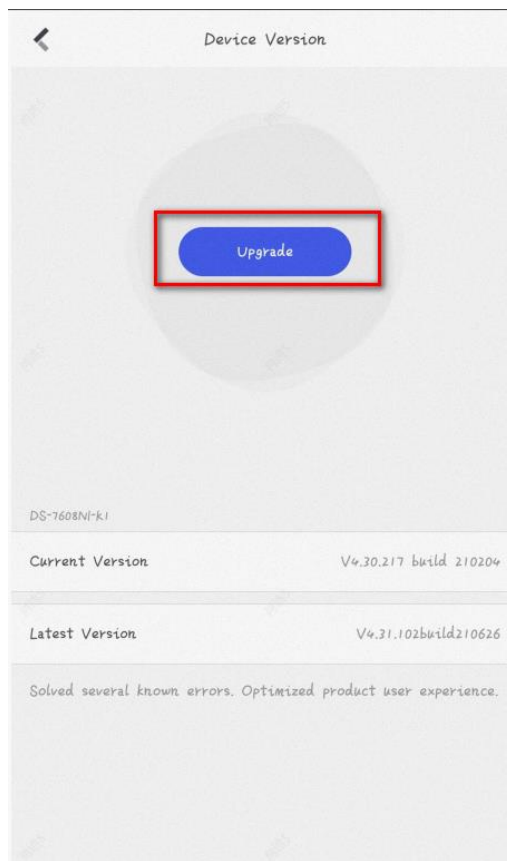 Device Version
Upgrade
DS-7608NI-K1
Current Version V4.30.217 build 210204
Latest Version V4.31.102build210626
Solved several known errors. Optimized product user experience.